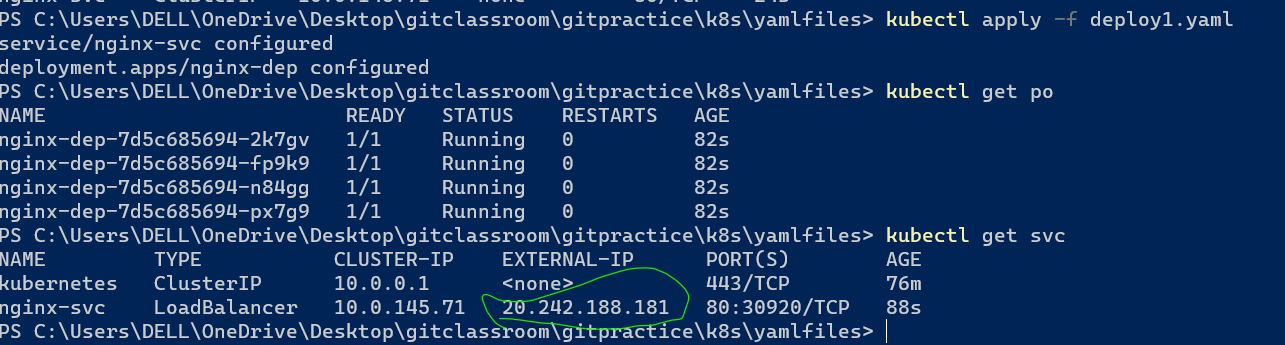 PS C:\Users\DELL\OneDrive\Desktop\gitclassroom\gitpractice\k8s\yamlfiles> kubectl apply -f deploy1.yaml
service/nginx-svc configured
deployment.apps/nginx-dep configured
PS C:\Users\DELL\OneDrive\Desktop\gitclassroom\gitpractice\k8s\yamlfiles> kubectl get po
NAME READY STATUS RESTARTS AGE
nginx-dep-7d5c685694-2k7gv 1/1 Running 0 82s
nginx-dep-7d5c685694-fp9k9 1/1 Running 0 82s
nginx-dep-7d5c685694-n84gg 1/1 Running 0 82s
nginx-dep-7d5c685694-px7g9 1/1 Running 0 82s
PS C:\Users\DELL\OneDrive\Desktop\gitclassroom\gitpractice\k8s\yamlfiles> kubectl get svc
NAME TYPE CLUSTER-IP EXTERNAL-IP PORT(S) AGE
kubernetes ClusterIP 10.0.0.1 <none> 443/TCP 76m
nginx-svc LoadBalancer 10.0.145.71 20.242.188.181 80:30920/TCP 88s
PS C:\Users\DELL\OneDrive\Desktop\gitclassroom\gitpractice\k8s\yamlfiles>